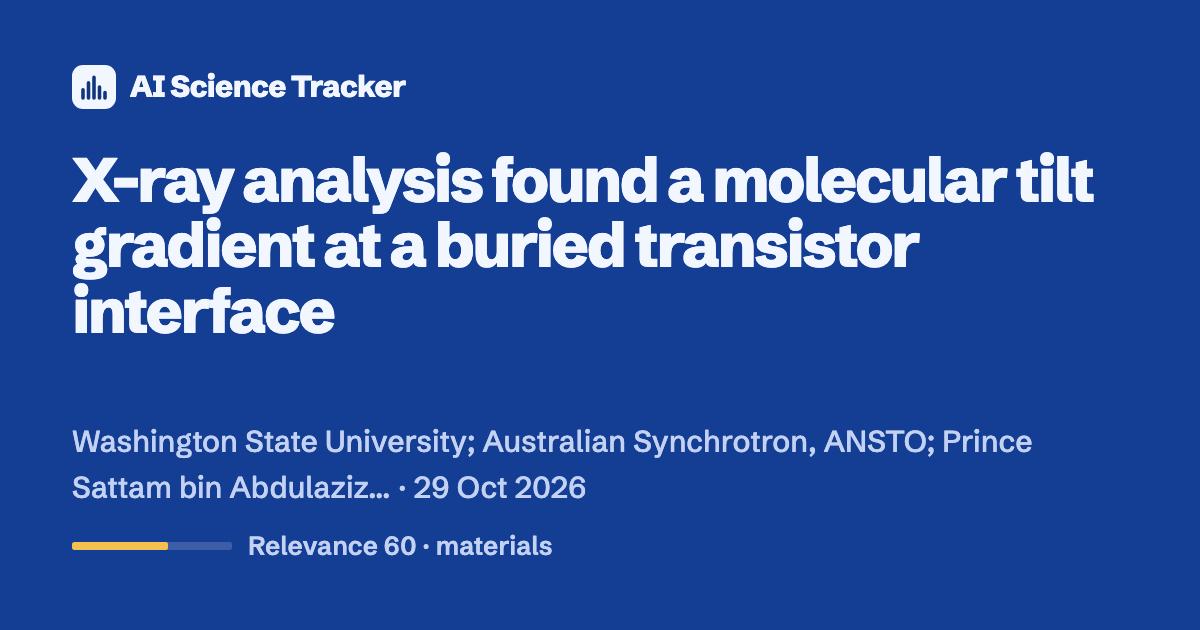 AI Science Tracker
X-ray analysis found a molecular tilt
gradient at a buried transistor
interface
Washington State University; Australian Synchrotron, ANSTO; Prince
Sattam bin Abdulaziz... · 29 Oct 2026
Relevance 60 · materials